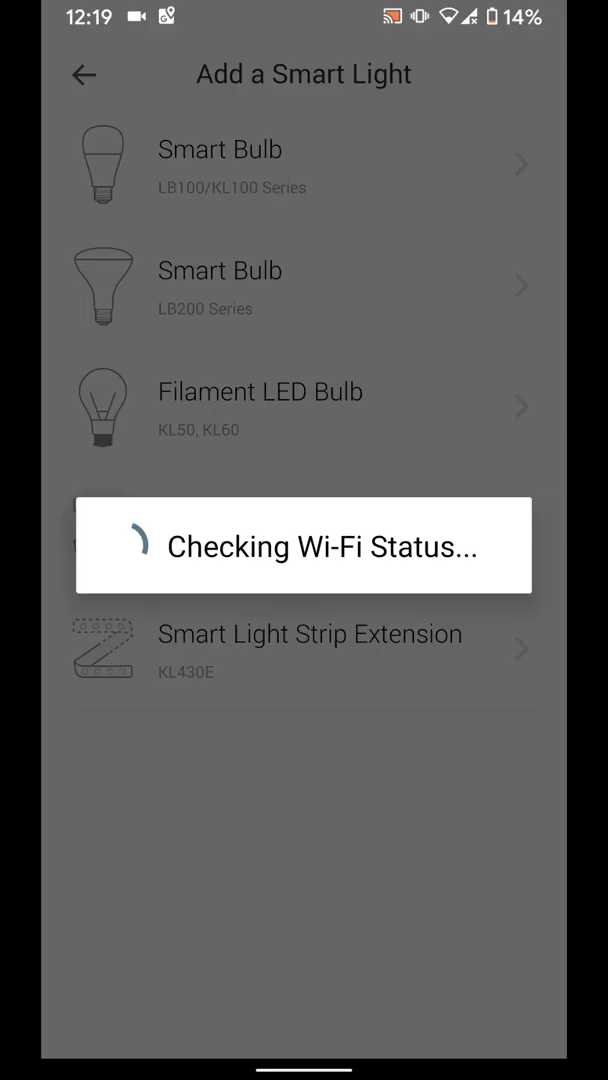 12:19
14%
Add a Smart Light
Smart Bulb
LB100/KL100 Series
Smart Bulb
LB200 Series
Filament LED Bulb
KL50, KL60
Checking Wi-Fi Status...
Smart Light Strip Extension
KL430E